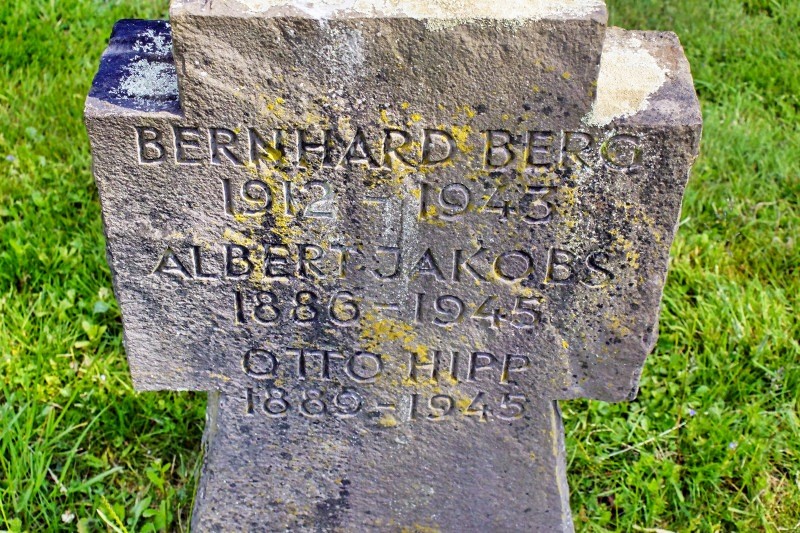 BERNHARD BERG
1912 - 1943
ALBERT JAKOBS
1886 - 1945
OTTO HIPP
1889 - 1945